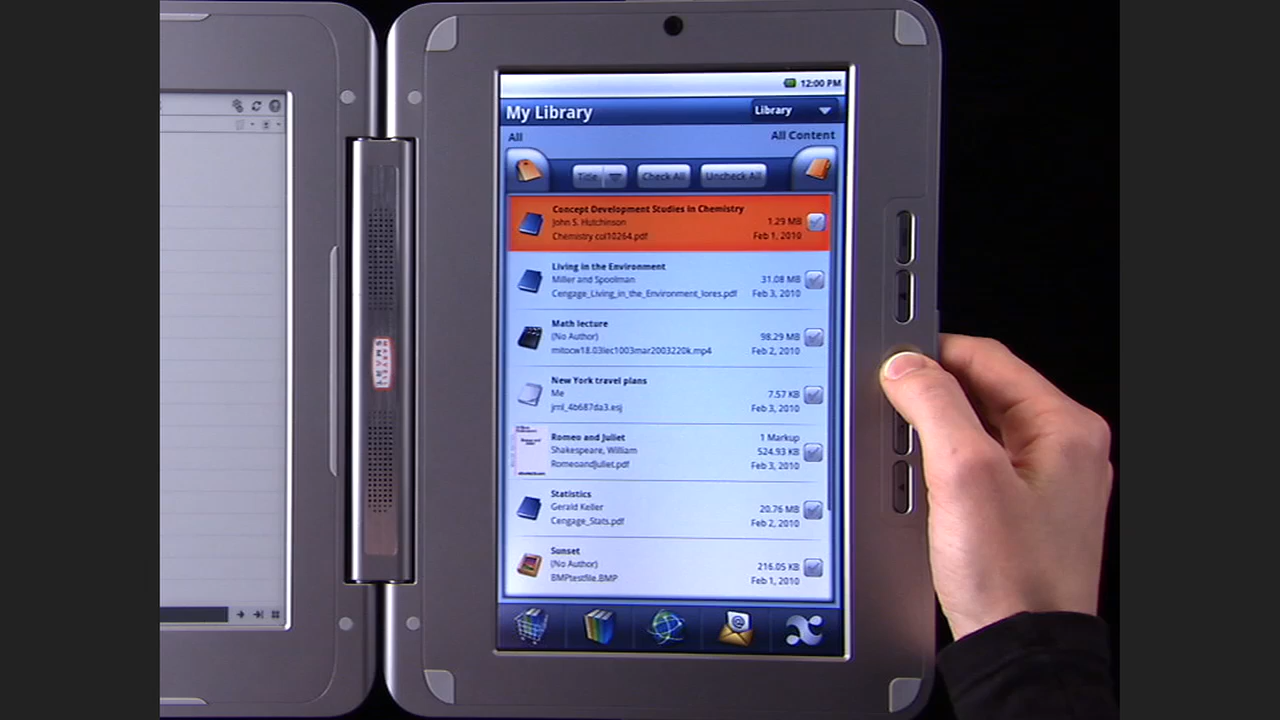 12:00 PM
My Library
Library
All
All Content
Title
Check All
Uncheck All
Concept Development Studies in Chemistry
John S. Hutchinson
1.29 MB
Chemistry col10264.pdf
Feb 1, 2010
Living in the Environment
Miller and Spoolman
31.08 MB
Cengage_Living_in_the_Environment_lores.pdf
Feb 3, 2010
Math lecture
(No Author)
98.29 MB
mitocw18.03lec1003mar2003220k.mp4
Feb 2, 2010
New York travel plans
Me
7.57 KB
jrnl_4b687da3.esj
Feb 3, 2010
Romeo and Juliet
1 Markup
Shakespeare, William
524.93 KB
RomeoandJuliet.pdf
Feb 3, 2010
Statistics
Gerald Keller
20.76 MB
Cengage_Stats.pdf
Feb 2, 2010
Sunset
(No Author)
216.05 KB
BMPtestfile.BMP
Feb 1, 2010
MARVELL
SMART